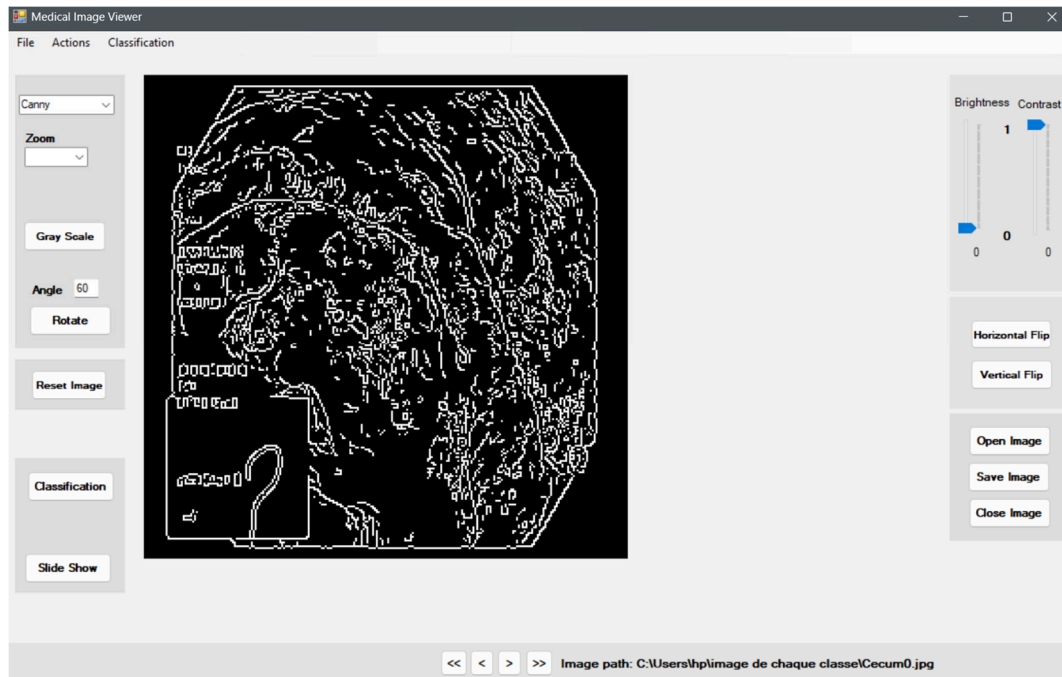 Medical Image Viewer
File Actions Classification
Canny
Zoom
Gray Scale
Angle 60
Rotate
Reset Image
Classification
Slide Show
Brightness Contrast
1
0
0 0
Horizontal Flip
Vertical Flip
Open Image
Save Image
Close Image
<< < > >> Image path: C:\Users\hp\image de chaque classe\Cecum0.jpg